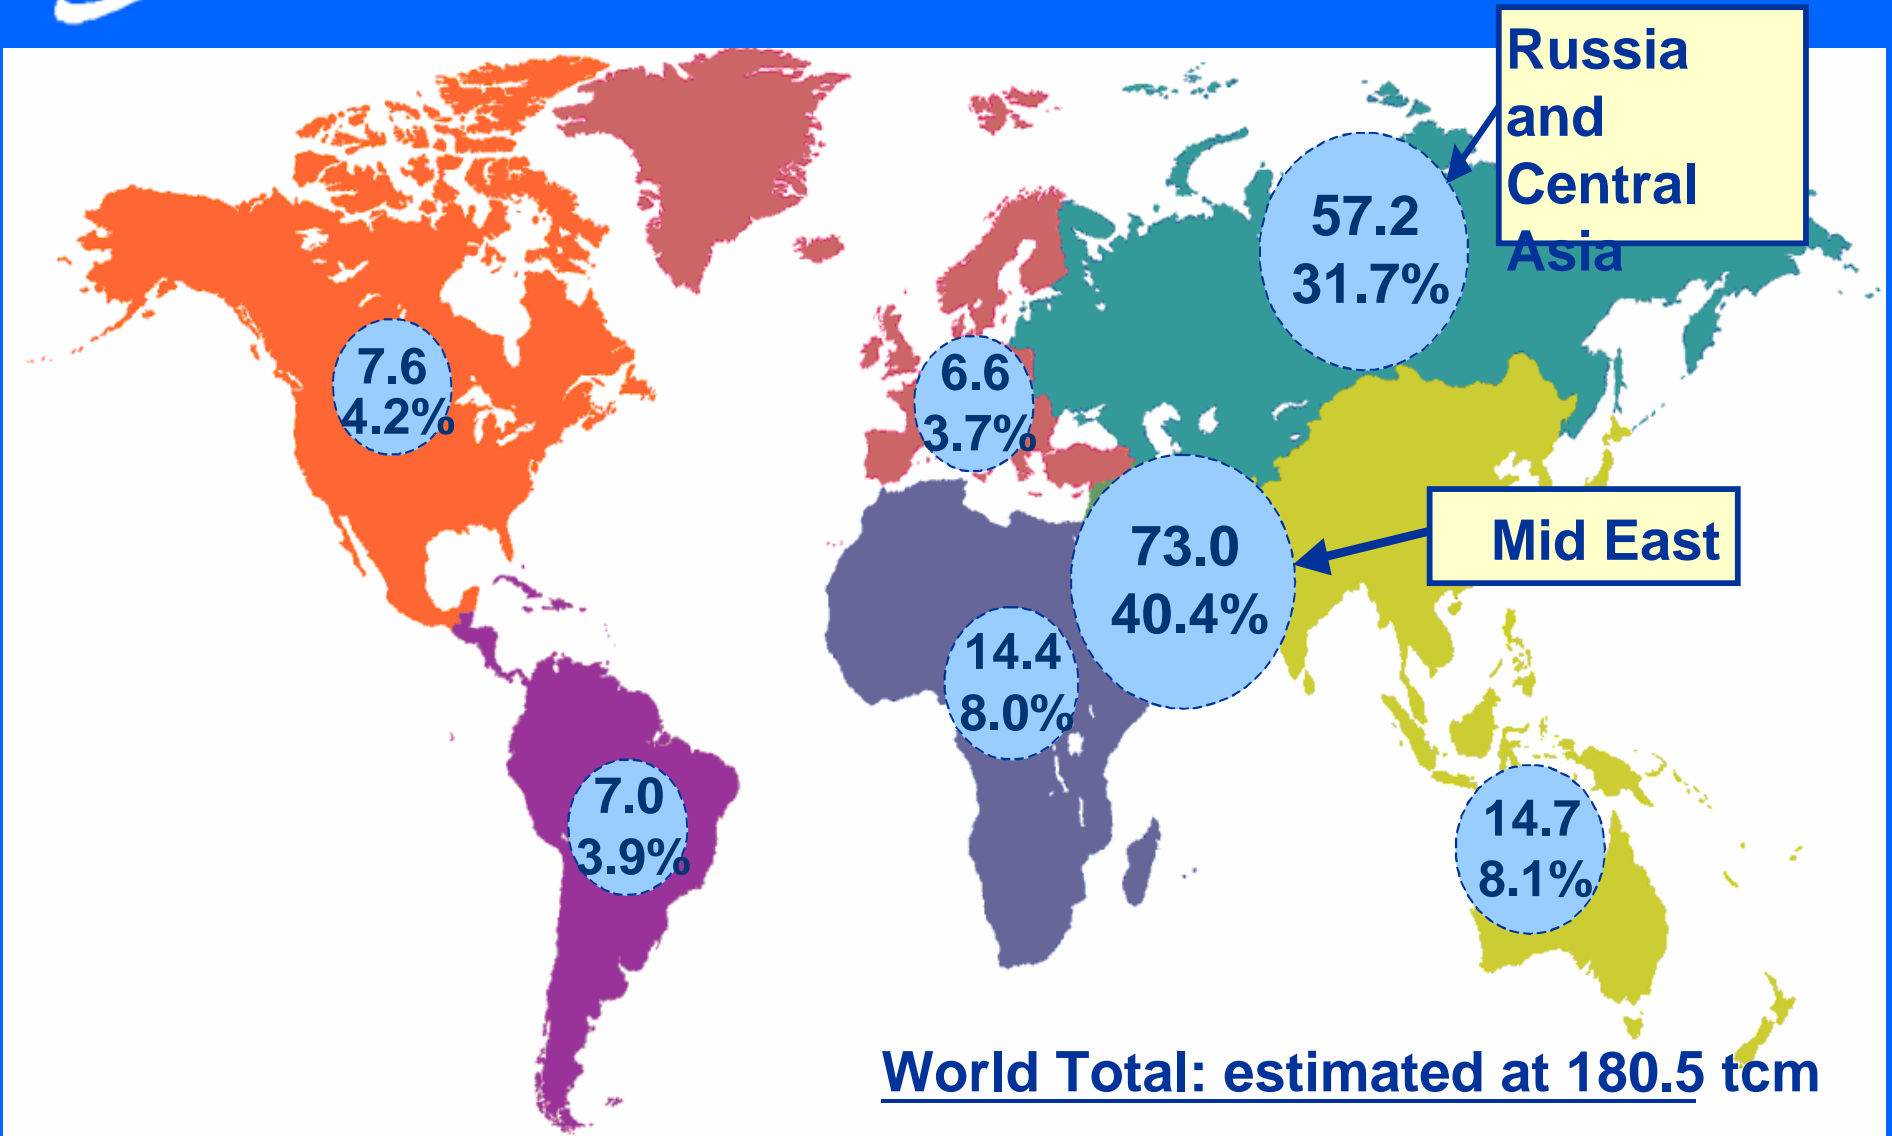 Russia
and
Central
Asia
57.2
31.7%
7.6
4.2%
6.6
3.7%
Mid East
73.0
40.4%
14.4
8.0%
7.0
3.9%
14.7
8.1%
World Total: estimated at 180.5 tcm